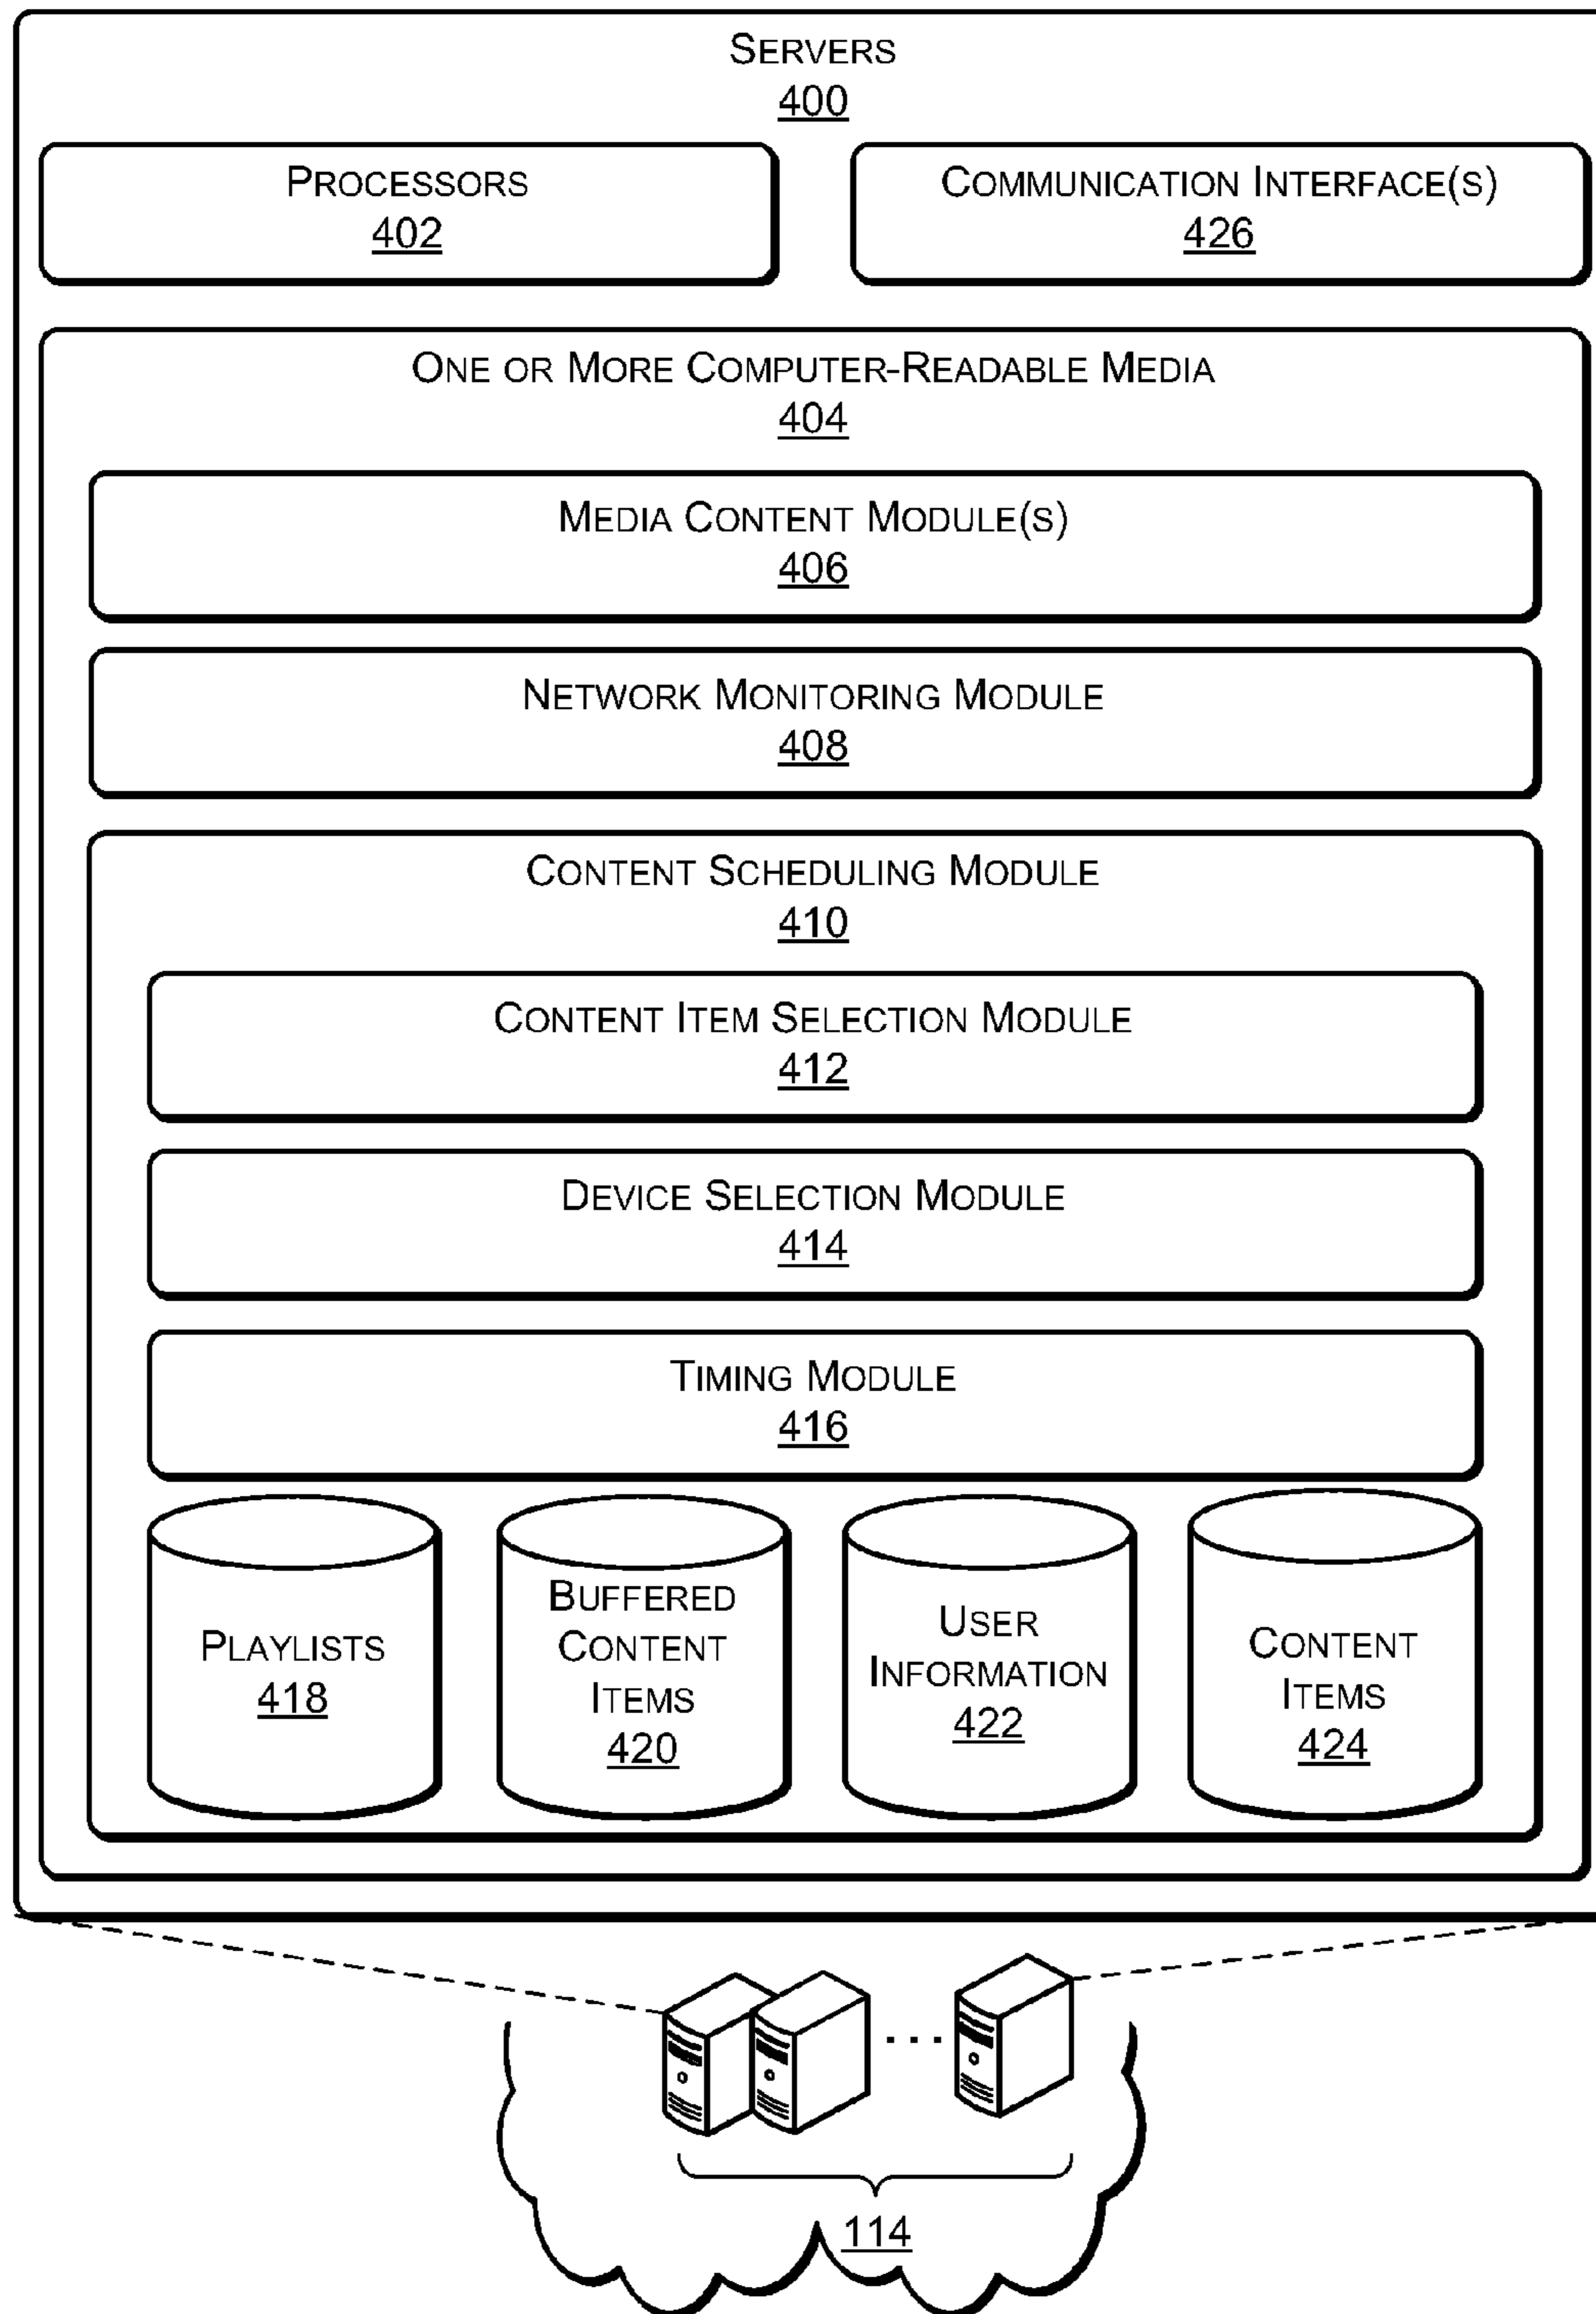 SERVERS
400
PROCESSORS
402
COMMUNICATION INTERFACE(S)
426
ONE OR MORE COMPUTER-READABLE MEDIA
404
MEDIA CONTENT MODULE(S)
406
NETWORK MONITORING MODULE
408
CONTENT SCHEDULING MODULE
410
CONTENT ITEM SELECTION MODULE
412
DEVICE SELECTION MODULE
414
TIMING MODULE
416
PLAYLISTS
418
BUFFERED
CONTENT
ITEMS
420
USER
INFORMATION
422
CONTENT
ITEMS
424
...
114